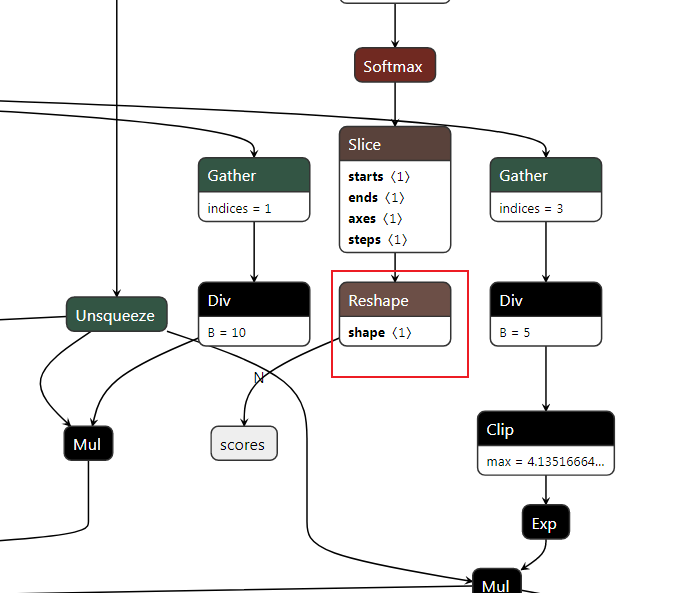 Softmax
Slice
starts 〈1〉
ends 〈1〉
axes 〈1〉
steps 〈1〉
Gather
indices = 1
Gather
indices = 3
Unsqueeze
Div
B = 10
Reshape
shape 〈1〉
Div
B = 5
N
Mul
scores
Clip
max = 4.13516664…
Exp
Mul